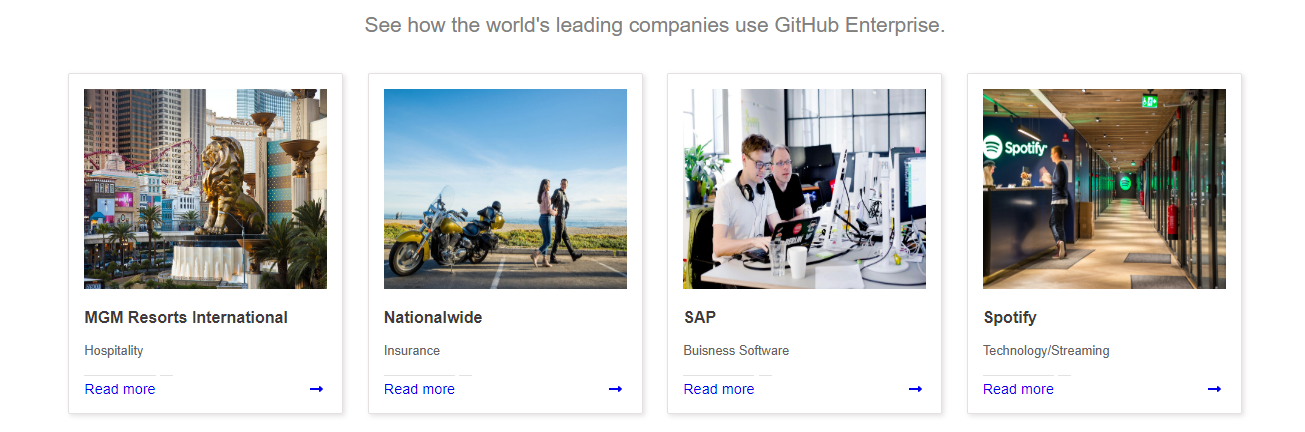 See how the world's leading companies use GitHub Enterprise.
Spotify
MGM Resorts International
Nationalwide
SAP
Spotify
Hospitality
Insurance
Buisness Software
Technology/Streaming
Read more
Read more
Read more
Read more